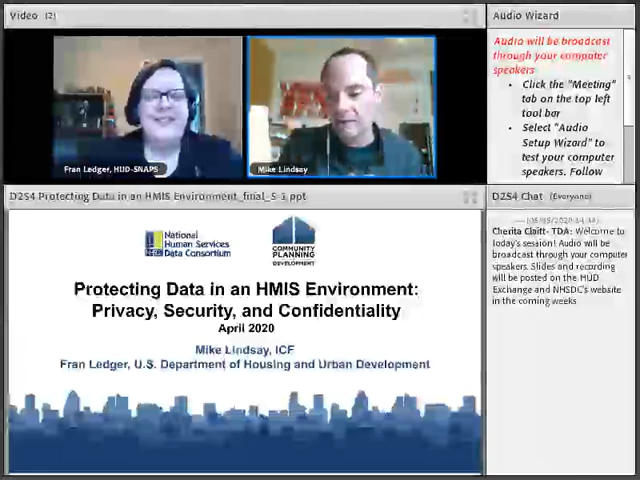 Video (2)
Fran Ledger, HUD-SNAPS
Mike Lindsay
Audio Wizard
Audio will be broadcast
through your computer
speakers
• Click the "Meeting"
tab on the top left
tool bar
• Select "Audio
Setup Wizard" to
test your computer
speakers. Follow
D2S4 Protecting Data in an HMIS Environment_final_5-1.ppt
National
Human Services
Data Consortium
COMMUNITY
PLANNING
DEVELOPMENT
Protecting Data in an HMIS Environment:
Privacy, Security, and Confidentiality
April 2020
Mike Lindsay, ICF
Fran Ledger, U.S. Department of Housing and Urban Development
D2S4 Chat (Everyone)
Welcome to
today's session! Audio will be
broadcast through your computer
speakers. Slides and recording
will be posted on the HUD
Exchange and NHSDC's website
in the coming weeks